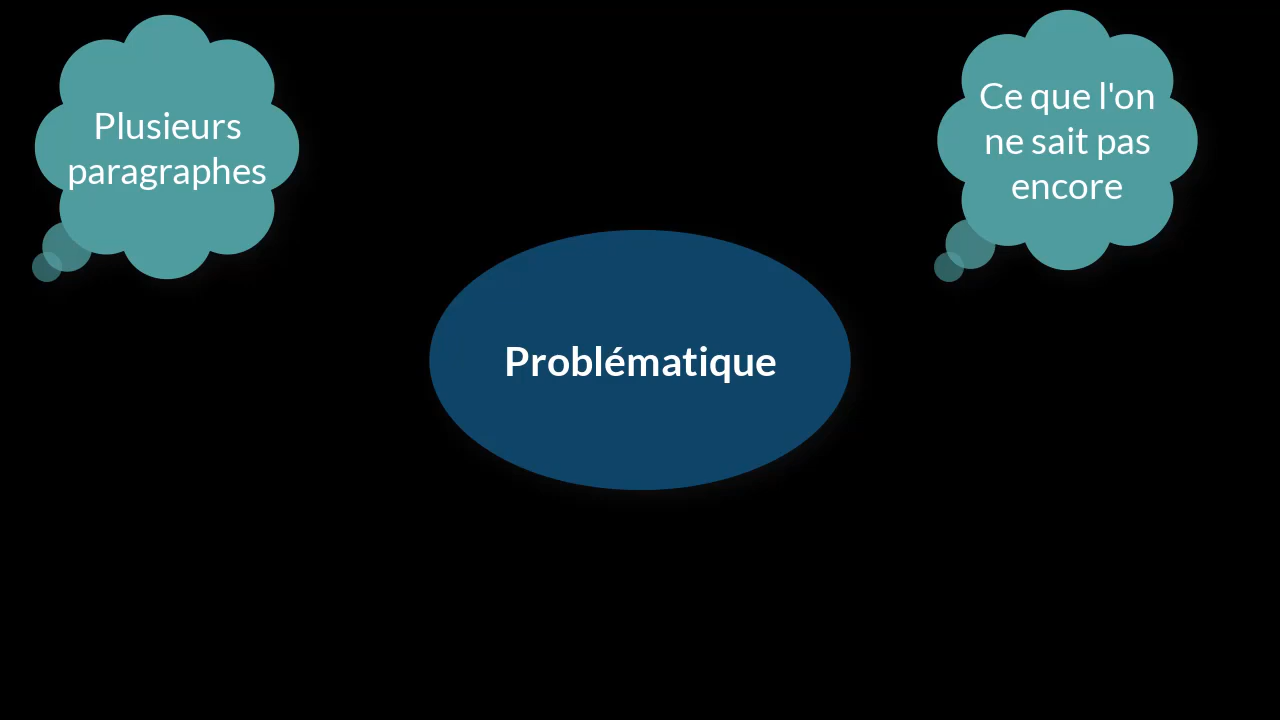 Plusieurs
paragraphes
Ce que l'on
ne sait pas
encore
Problématique